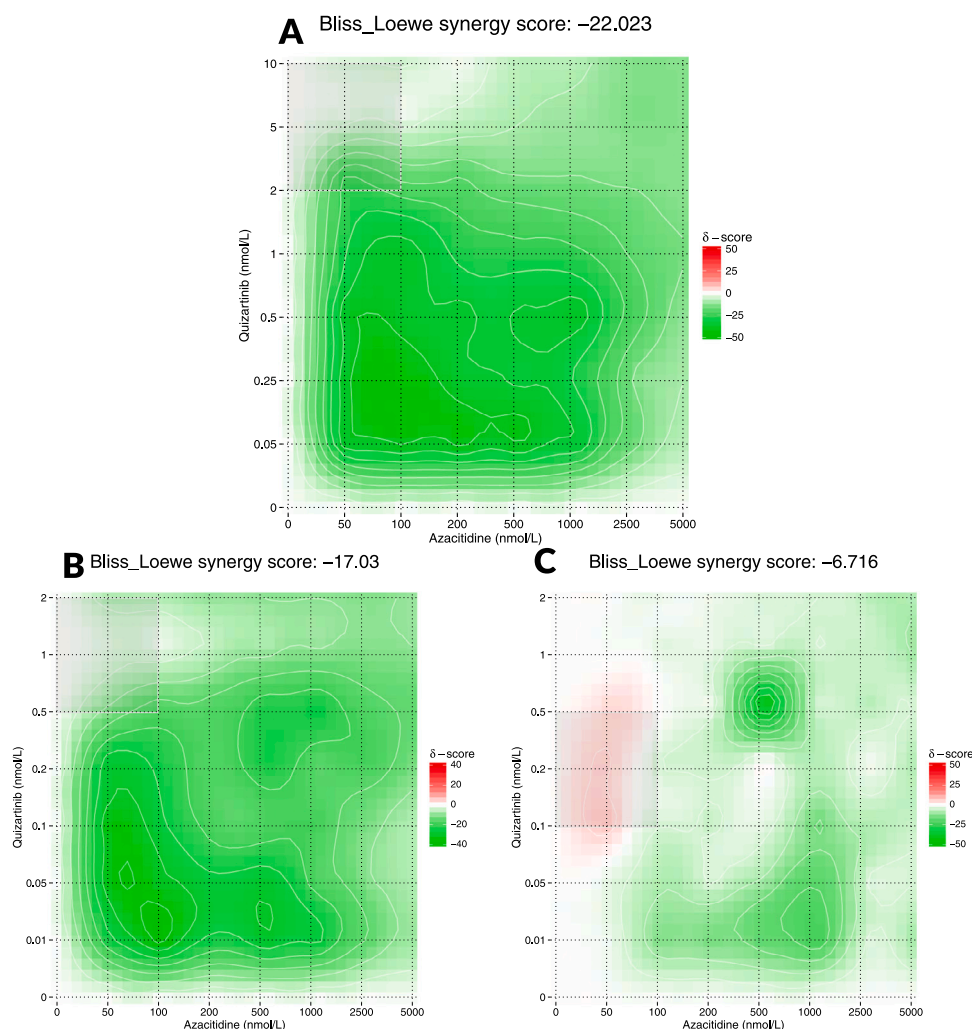 A Bliss_Loewe synergy score: −22.023
10
5
2
1
0.5
0.25
0.05
0
Quizartinib (nmol/L)
0 50 100 200 500 1000 2500 5000
Azacitidine (nmol/L)
δ−score
50
25
0
−25
−50
B Bliss_Loewe synergy score: −17.03
2
1
0.5
0.2
0.1
0.05
0.01
0
Quizartinib (nmol/L)
0 50 100 200 500 1000 2500 5000
Azacitidine (nmol/L)
δ−score
40
20
0
−20
−40
C Bliss_Loewe synergy score: −6.716
2
1
0.5
0.2
0.1
0.05
0.01
0
Quizartinib (nmol/L)
0 50 100 200 500 1000 2500 5000
Azacitidine (nmol/L)
δ−score
50
25
0
−25
−50